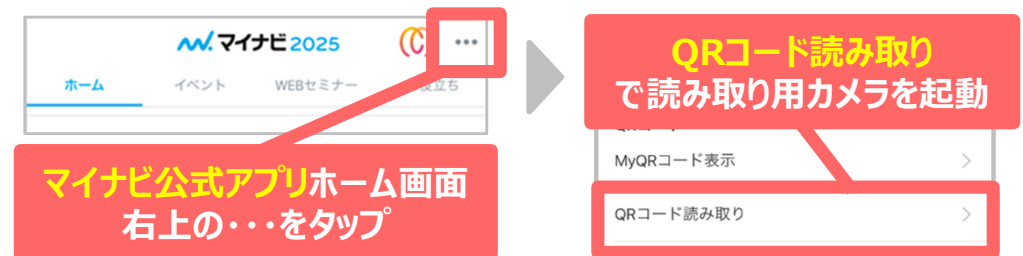 マイナビ2025
•••
ホーム
イベント
WEBセミナー
役立ち
マイナビ公式アプリホーム画面
右上の・・・をタップ
QRコード読み取り
で読み取り用カメラを起動
MyQRコード表示
QRコード読み取り